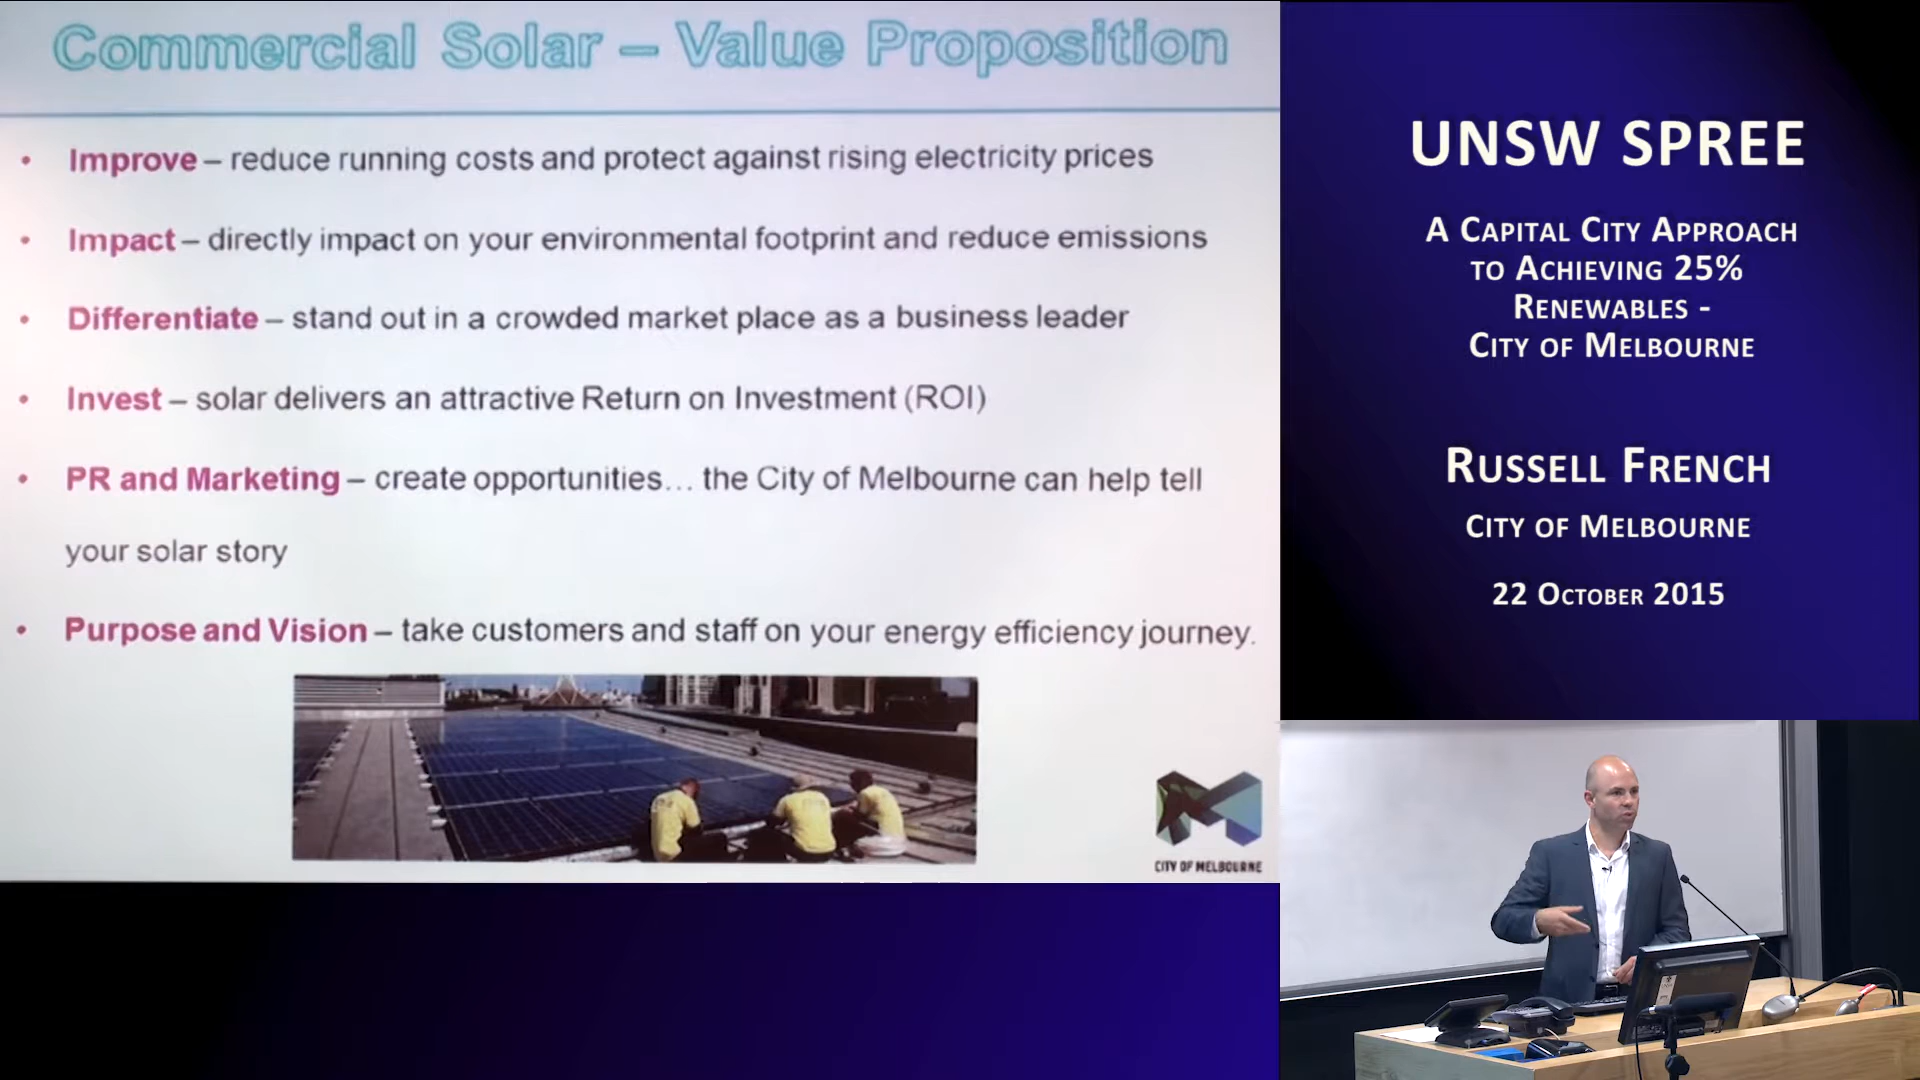 Commercial Solar – Value Proposition
• Improve – reduce running costs and protect against rising electricity prices
• Impact – directly impact on your environmental footprint and reduce emissions
• Differentiate – stand out in a crowded market place as a business leader
• Invest – solar delivers an attractive Return on Investment (ROI)
• PR and Marketing – create opportunities… the City of Melbourne can help tell
your solar story
• Purpose and Vision – take customers and staff on your energy efficiency journey.
CITY OF MELBOURNE
UNSW SPREE
A CAPITAL CITY APPROACH
TO ACHIEVING 25%
RENEWABLES -
CITY OF MELBOURNE
RUSSELL FRENCH
CITY OF MELBOURNE
22 OCTOBER 2015